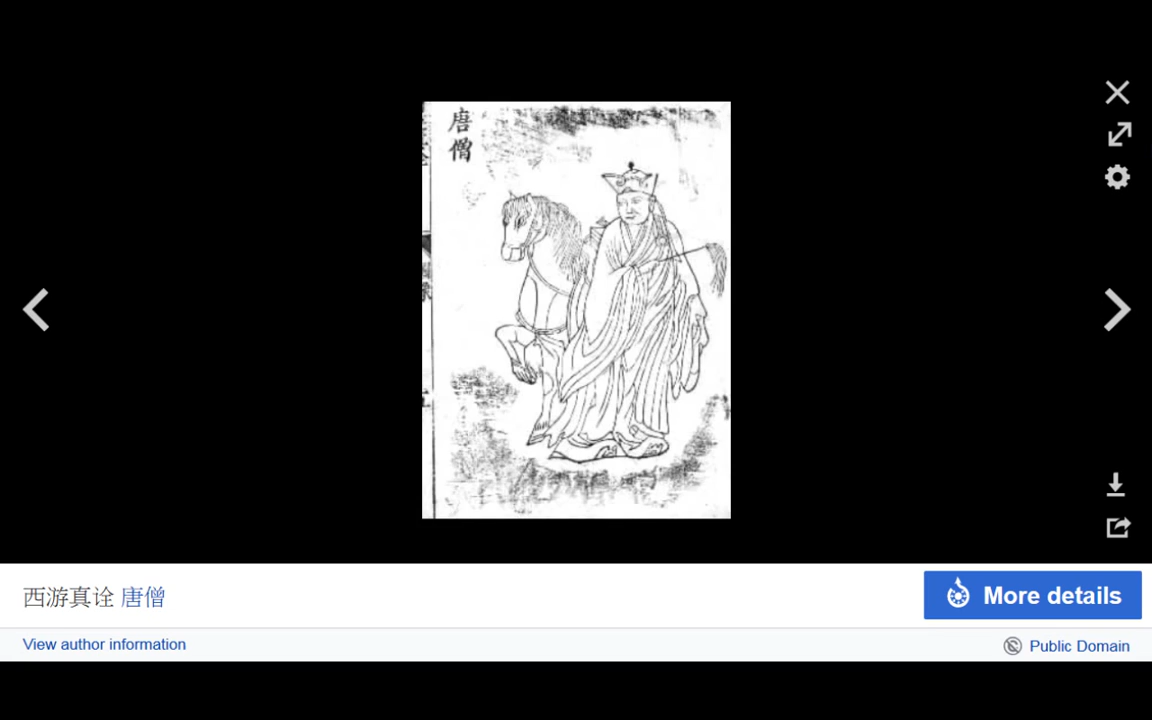 唐僧
西游真诠 唐僧
More details
View author information
Public Domain